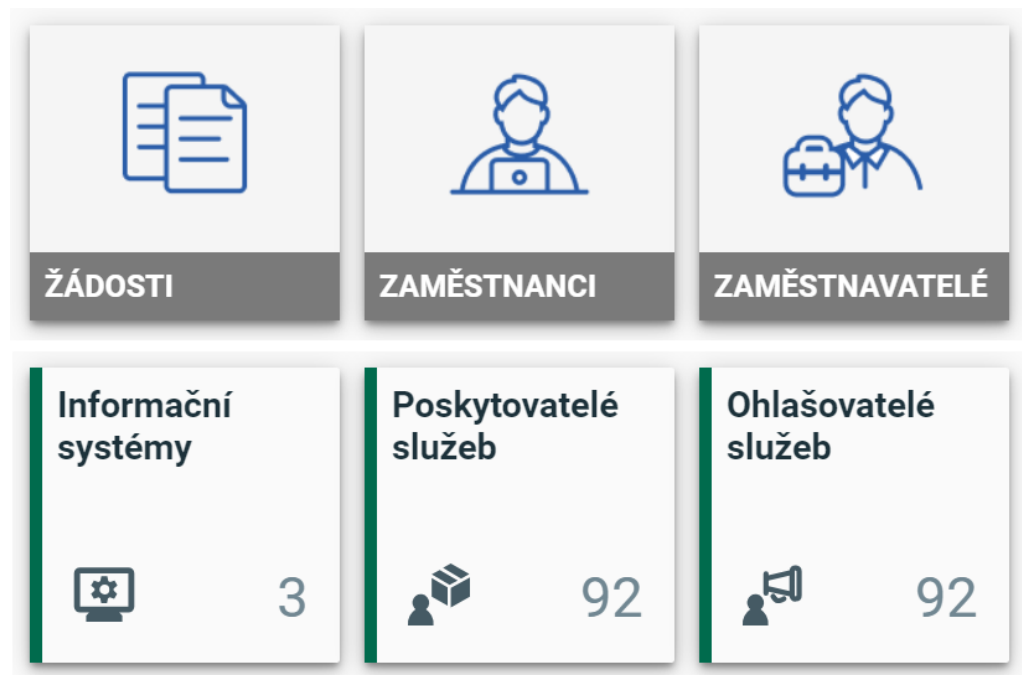 ŽÁDOSTI
ZAMĚSTNANCI
ZAMĚSTNAVATELÉ
Informační
systémy
3
Poskytovatelé
služeb
92
Ohlašovatelé
služeb
92